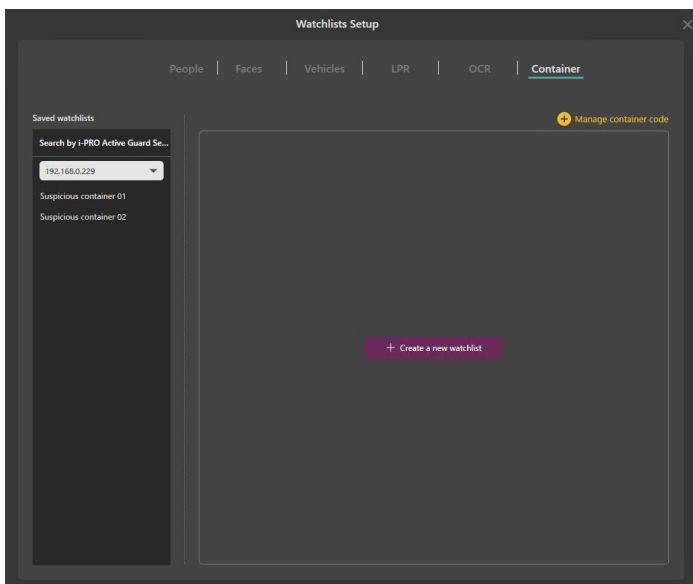 Watchlists Setup
People Faces Vehicles LPR OCR Container
Saved watchlists
Manage container code
Search by i-PRO Active Guard Se...
192.168.0.229
Suspicious container 01
Suspicious container 02
+ Create a new watchlist